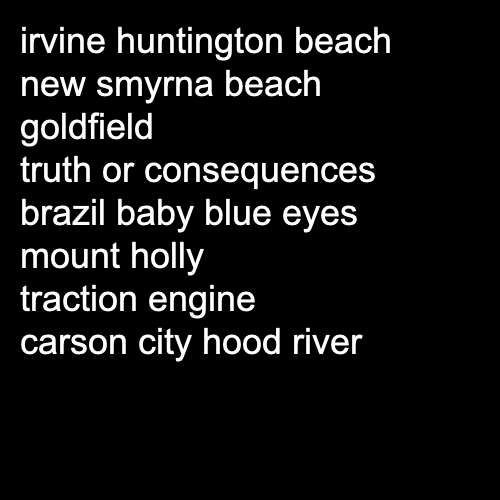 irvine huntington beach
new smyrna beach
goldfield
truth or consequences
brazil baby blue eyes
mount holly
traction engine
carson city hood river